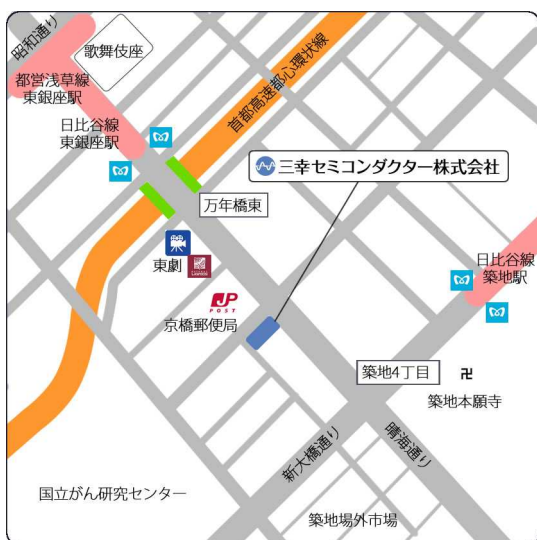 昭和通り
歌舞伎座
都営浅草線
東銀座駅
日比谷線
東銀座駅
首都高速都心環状線
三幸セミコンダクター株式会社
万年橋東
東劇
日比谷線
築地駅
JP
POST
京橋郵便局
築地4丁目
卍
築地本願寺
新大橋通り
晴海通り
国立がん研究センター
築地場外市場